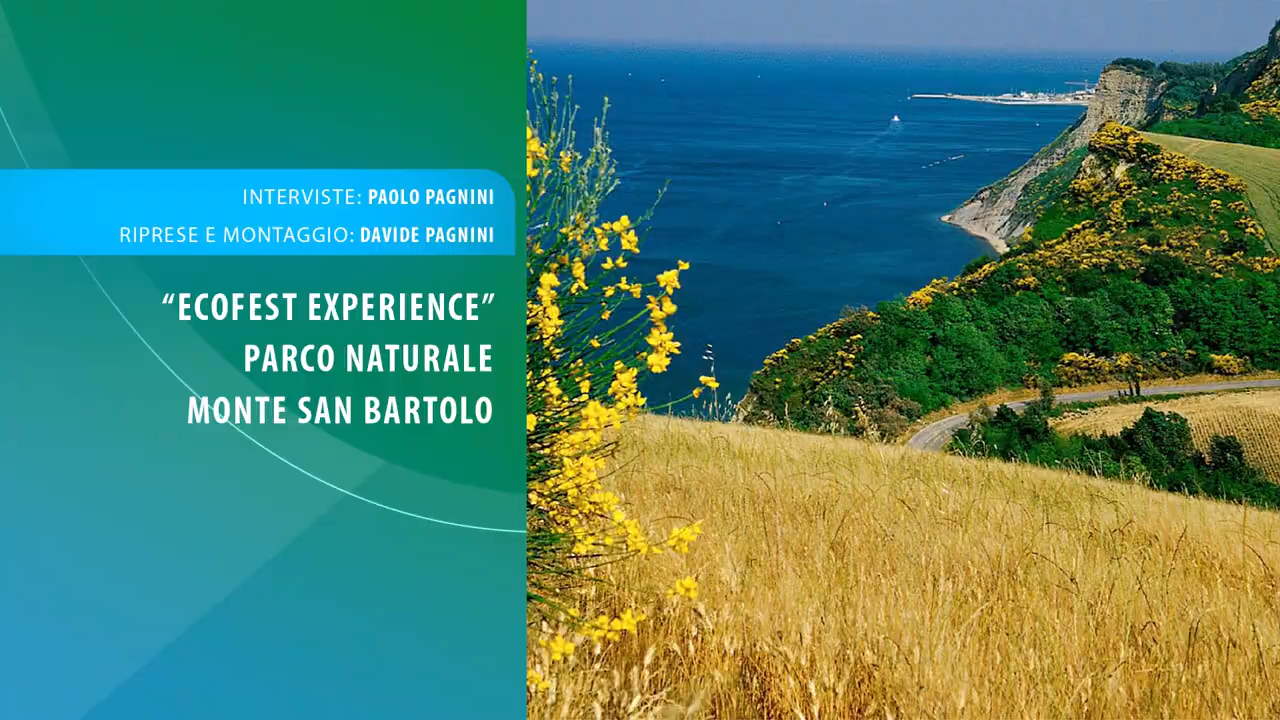 INTERVISTE: PAOLO PAGNINI
RIPRESE E MONTAGGIO: DAVIDE PAGNINI
“ECOFEST EXPERIENCE”
PARCO NATURALE
MONTE SAN BARTOLO